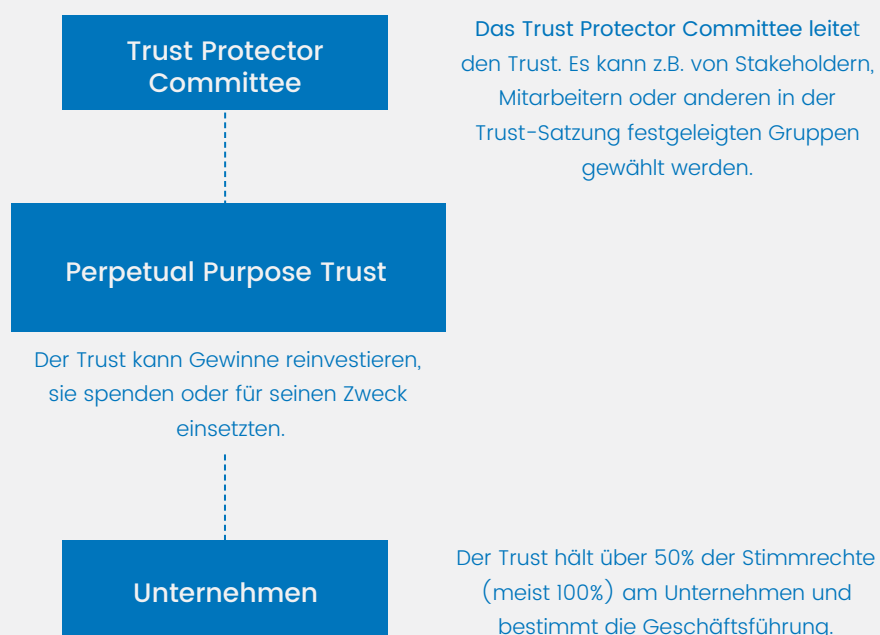 Trust Protector
Committee
Das Trust Protector Committee leitet
den Trust. Es kann z.B. von Stakeholdern,
Mitarbeitern oder anderen in der
Trust-Satzung festgeleigten Gruppen
gewählt werden.
Perpetual Purpose Trust
Der Trust kann Gewinne reinvestieren,
sie spenden oder für seinen Zweck
einsetzten.
Unternehmen
Der Trust hält über 50% der Stimmrechte
(meist 100%) am Unternehmen und
bestimmt die Geschäftsführung.